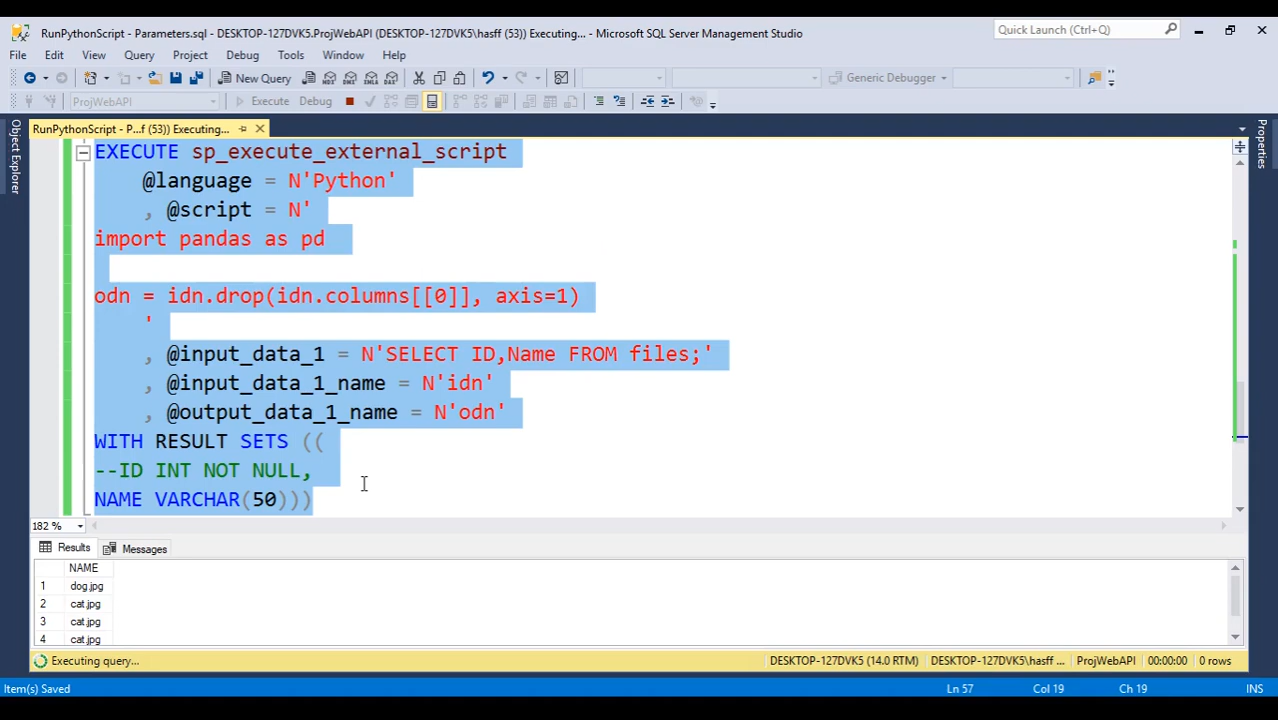 RunPythonScript - Parameters.sql - DESKTOP-127DVK5.ProjWebAPI (DESKTOP-127DVK5\hasff (53)) Executing... - Microsoft SQL Server Management Studio
Quick Launch (Ctrl+Q)
File Edit View Query Project Debug Tools Window Help
New Query
Generic Debugger
ProjWebAPI
Execute Debug
RunPythonScript - P...f (53)) Executing...
Object Explorer
Properties
EXECUTE sp_execute_external_script
@language = N'Python'
, @script = N'
import pandas as pd
odn = idn.drop(idn.columns[[0]], axis=1)
'
, @input_data_1 = N'SELECT ID,Name FROM files;'
, @input_data_1_name = N'idn'
, @output_data_1_name = N'odn'
WITH RESULT SETS ((
--ID INT NOT NULL,
NAME VARCHAR(50)))
182 %
Results Messages
NAME
1 dog.jpg
2 cat.jpg
3 cat.jpg
4 cat.jpg
Executing query...
DESKTOP-127DVK5 (14.0 RTM) DESKTOP-127DVK5\hasff ... ProjWebAPI 00:00:00 0 rows
Item(s) Saved
Ln 57 Col 19 Ch 19 INS